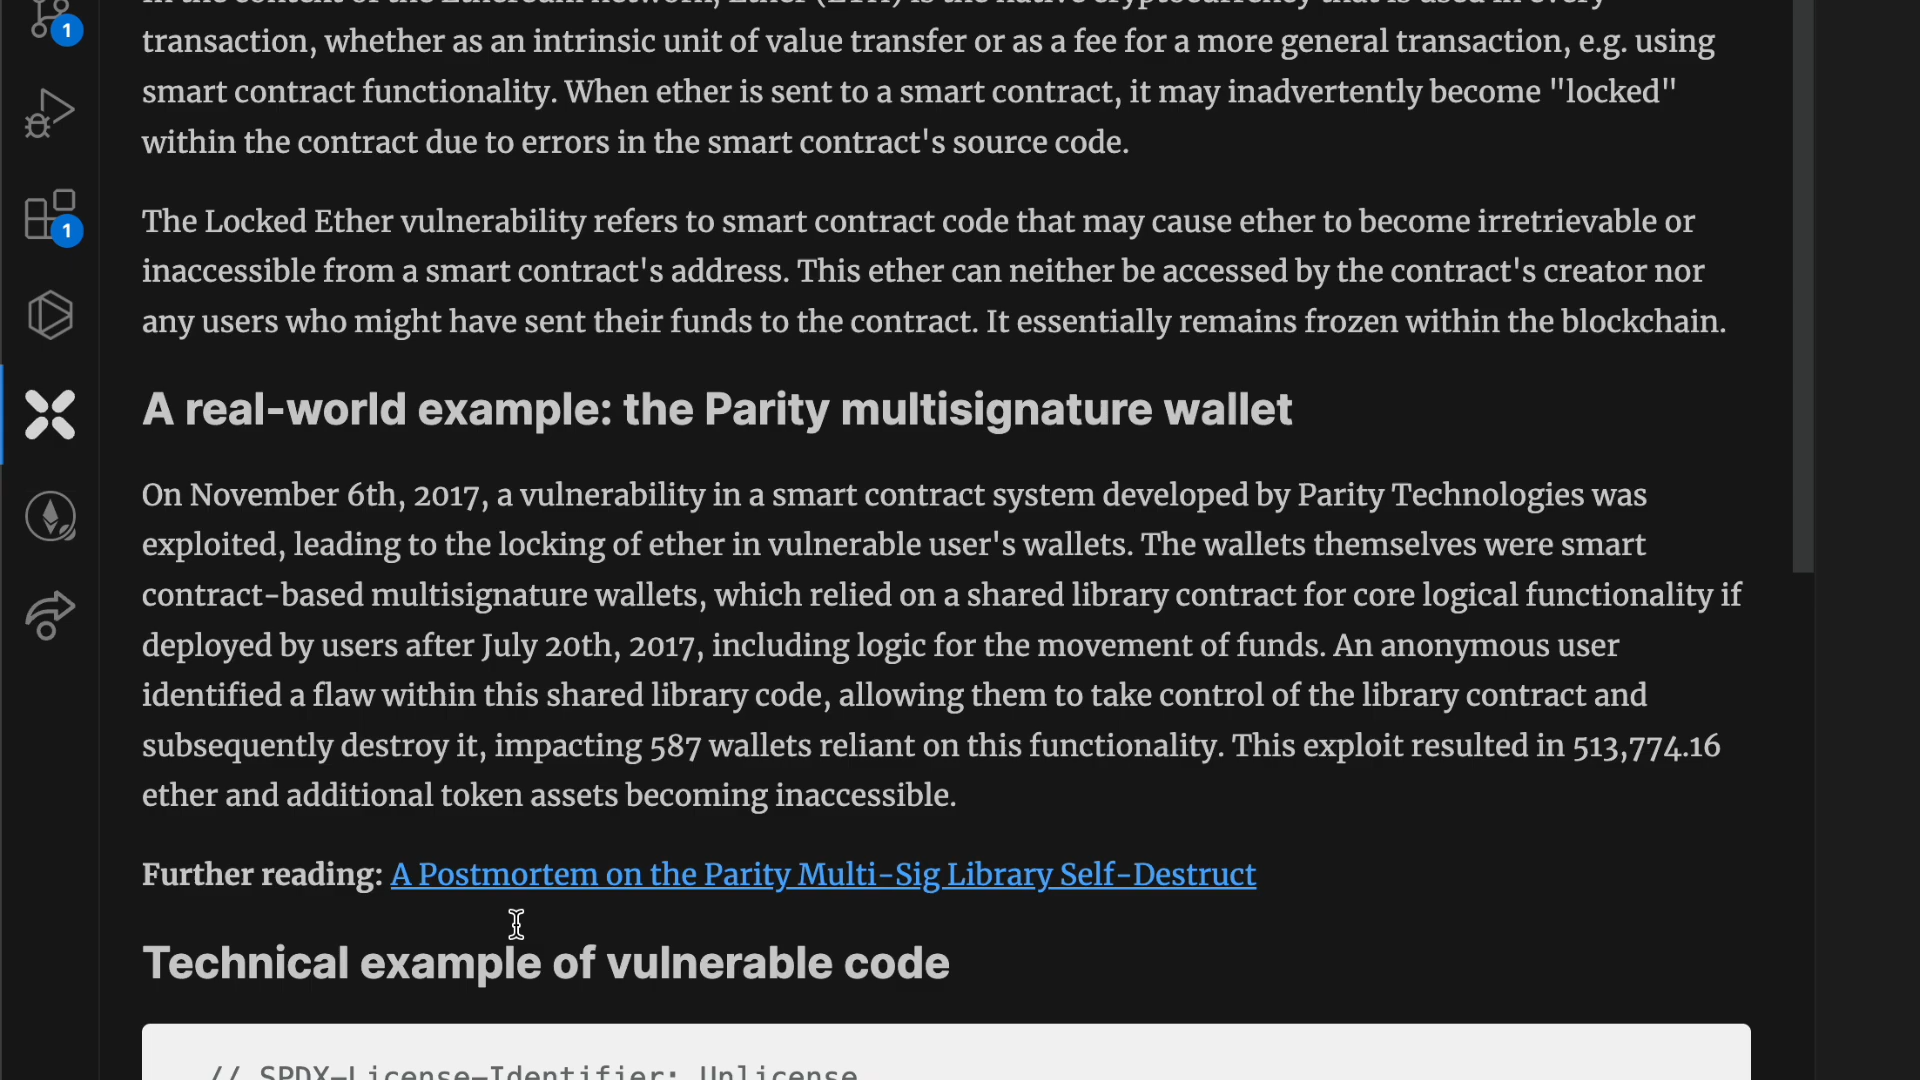 1
transaction, whether as an intrinsic unit of value transfer or as a fee for a more general transaction, e.g. using
smart contract functionality. When ether is sent to a smart contract, it may inadvertently become "locked"
within the contract due to errors in the smart contract's source code.
1
The Locked Ether vulnerability refers to smart contract code that may cause ether to become irretrievable or
inaccessible from a smart contract's address. This ether can neither be accessed by the contract's creator nor
any users who might have sent their funds to the contract. It essentially remains frozen within the blockchain.
A real-world example: the Parity multisignature wallet
On November 6th, 2017, a vulnerability in a smart contract system developed by Parity Technologies was
exploited, leading to the locking of ether in vulnerable user's wallets. The wallets themselves were smart
contract-based multisignature wallets, which relied on a shared library contract for core logical functionality if
deployed by users after July 20th, 2017, including logic for the movement of funds. An anonymous user
identified a flaw within this shared library code, allowing them to take control of the library contract and
subsequently destroy it, impacting 587 wallets reliant on this functionality. This exploit resulted in 513,774.16
ether and additional token assets becoming inaccessible.
Further reading: A Postmortem on the Parity Multi-Sig Library Self-Destruct
Technical example of vulnerable code
// SPDX-License-Identifier: Unlicense